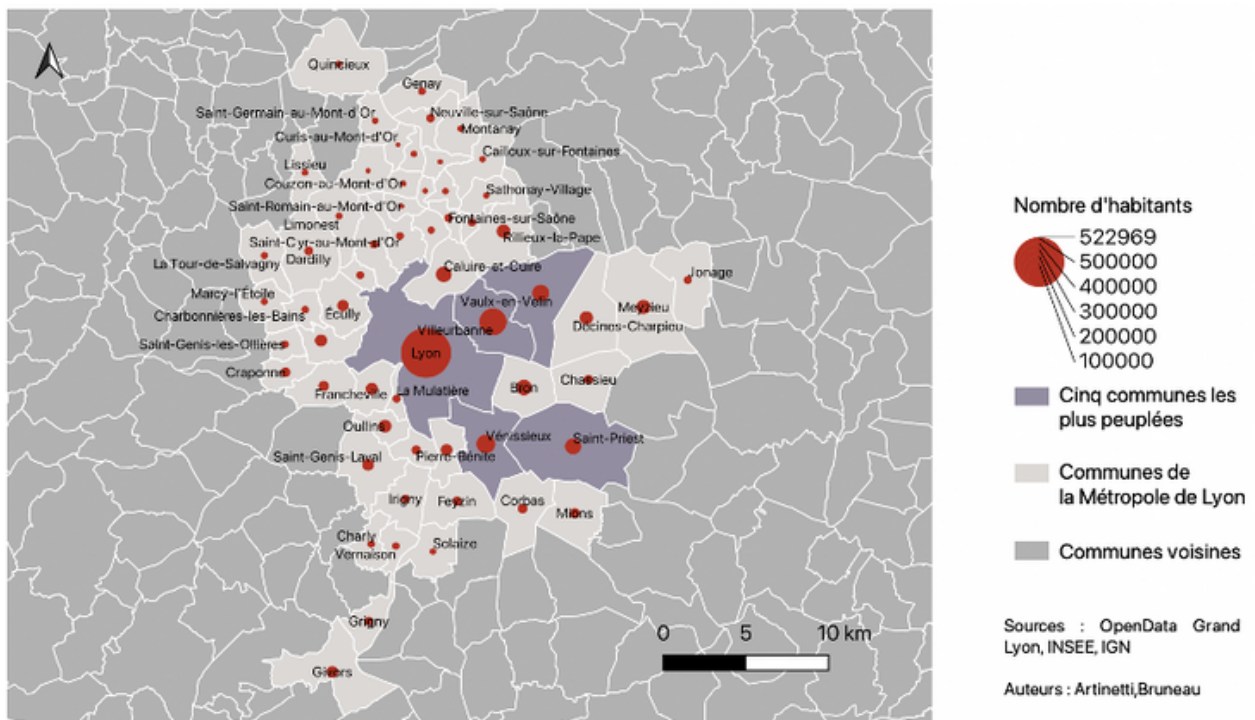 Quincieux
Genay
Saint-Germain-au-Mont-d'Or
Neuville-sur-Saône
Montanay
Curis-au-Mont-d'Or
Cailloux-sur-Fontaines
Lissieu
Couzon-au-Mont-d'Or
Sathonay-Village
Saint-Romain-au-Mont-d'Or
Fontaines-sur-Saône
Limonest
Rillieux-la-Pape
Saint-Cyr-au-Mont-d'Or
Dardilly
La Tour-de-Salvagny
Caluire-et-Cuire
Jonage
Marcy-l'Étoile
Vaulx-en-Velin
Meyzieu
Charbonnières-les-Bains
Écully
Décines-Charpieu
Villeurbanne
Saint-Genis-les-Ollières
Lyon
Craponne
Chassieu
Francheville
La Mulatière
Bron
Oullins
Vénissieux
Saint-Priest
Saint-Genis-Laval
Pierre-Bénite
Irigny
Feyzin
Corbas
Mions
Charly
Vernaison
Solaize
Grigny
Givors
0 5 10 km
Nombre d'habitants
522969
500000
400000
300000
200000
100000
Cinq communes les
plus peuplées
Communes de
la Métropole de Lyon
Communes voisines
Sources : OpenData Grand
Lyon, INSEE, IGN
Auteurs : Artinetti,Bruneau